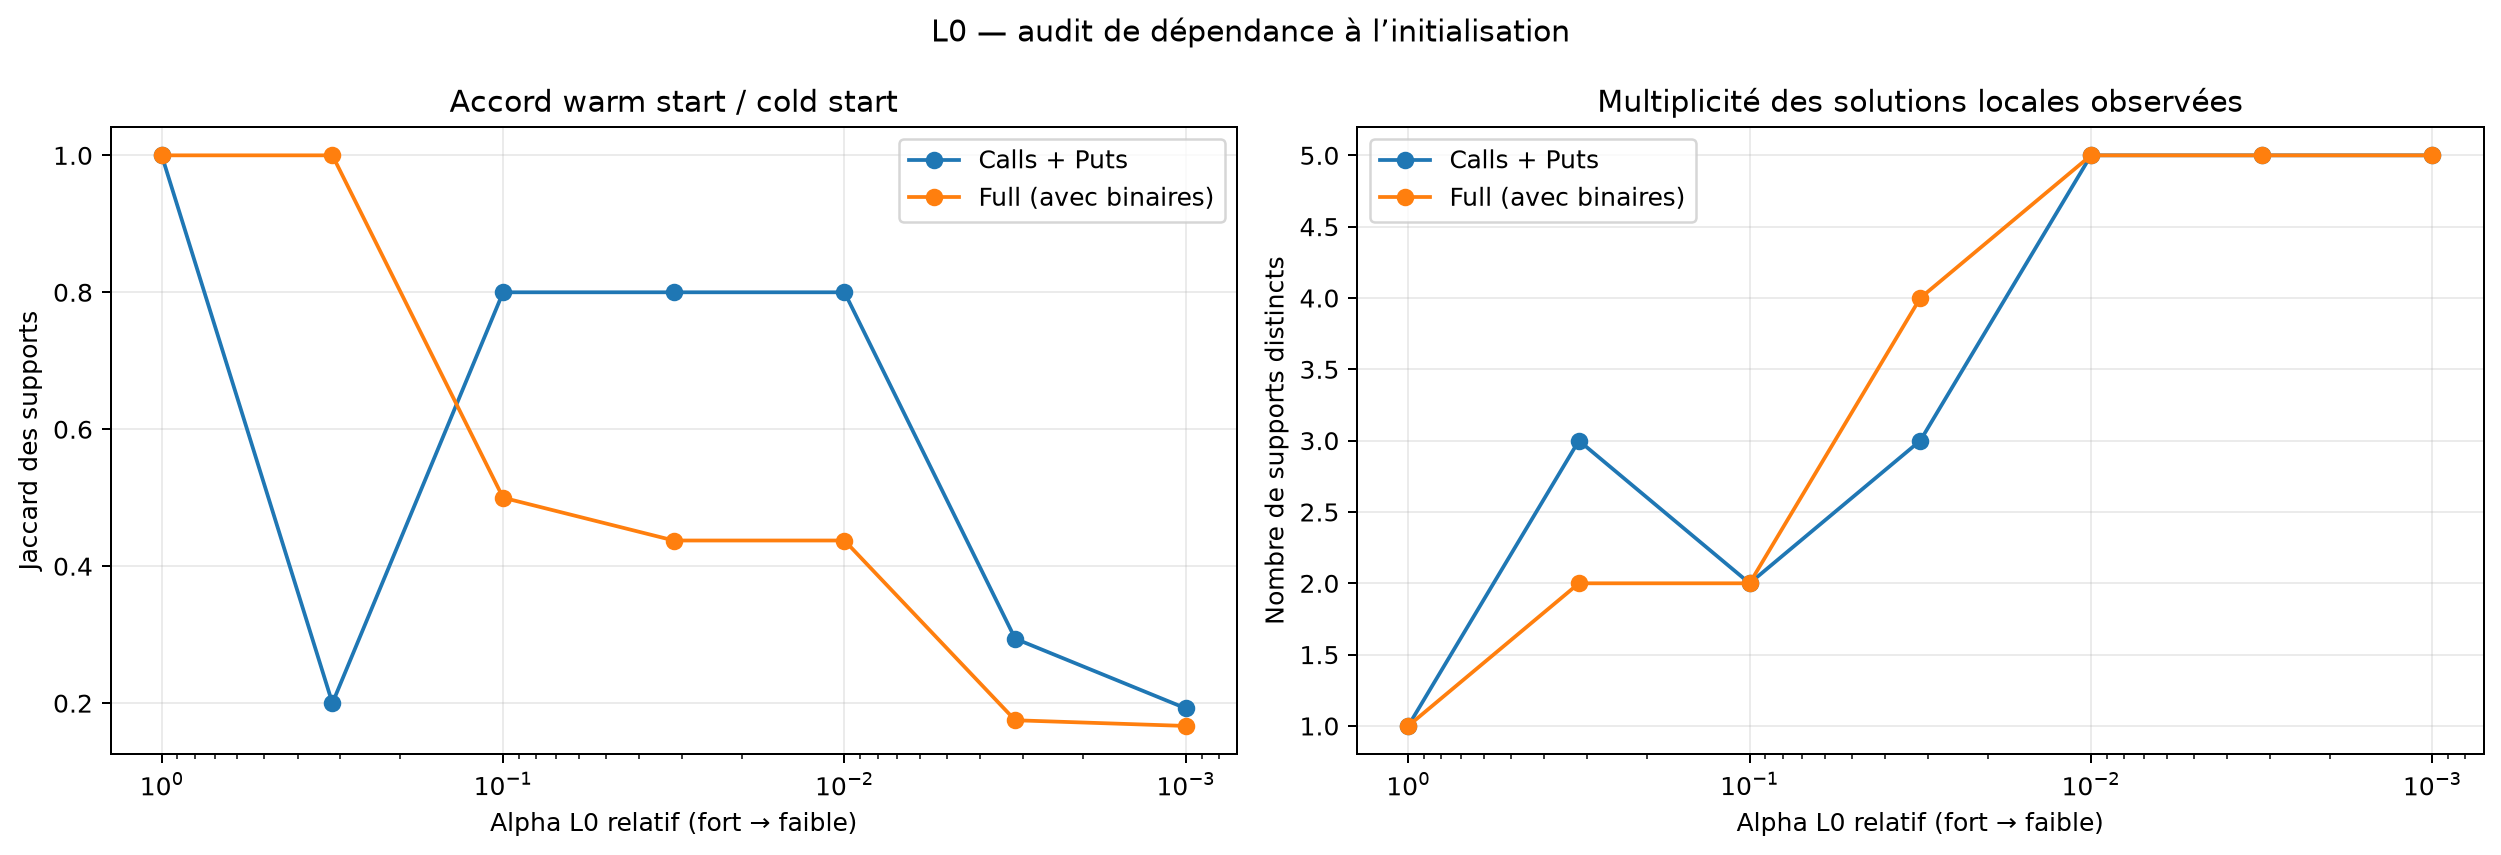 L0 — audit de dépendance à l’initialisation
Accord warm start / cold start
Jaccard des supports
1.0
0.8
0.6
0.4
0.2
Calls + Puts
Full (avec binaires)
10⁰
10⁻¹
10⁻²
10⁻³
Alpha L0 relatif (fort → faible)
Multiplicité des solutions locales observées
Nombre de supports distincts
5.0
4.5
4.0
3.5
3.0
2.5
2.0
1.5
1.0
Calls + Puts
Full (avec binaires)
10⁰
10⁻¹
10⁻²
10⁻³
Alpha L0 relatif (fort → faible)